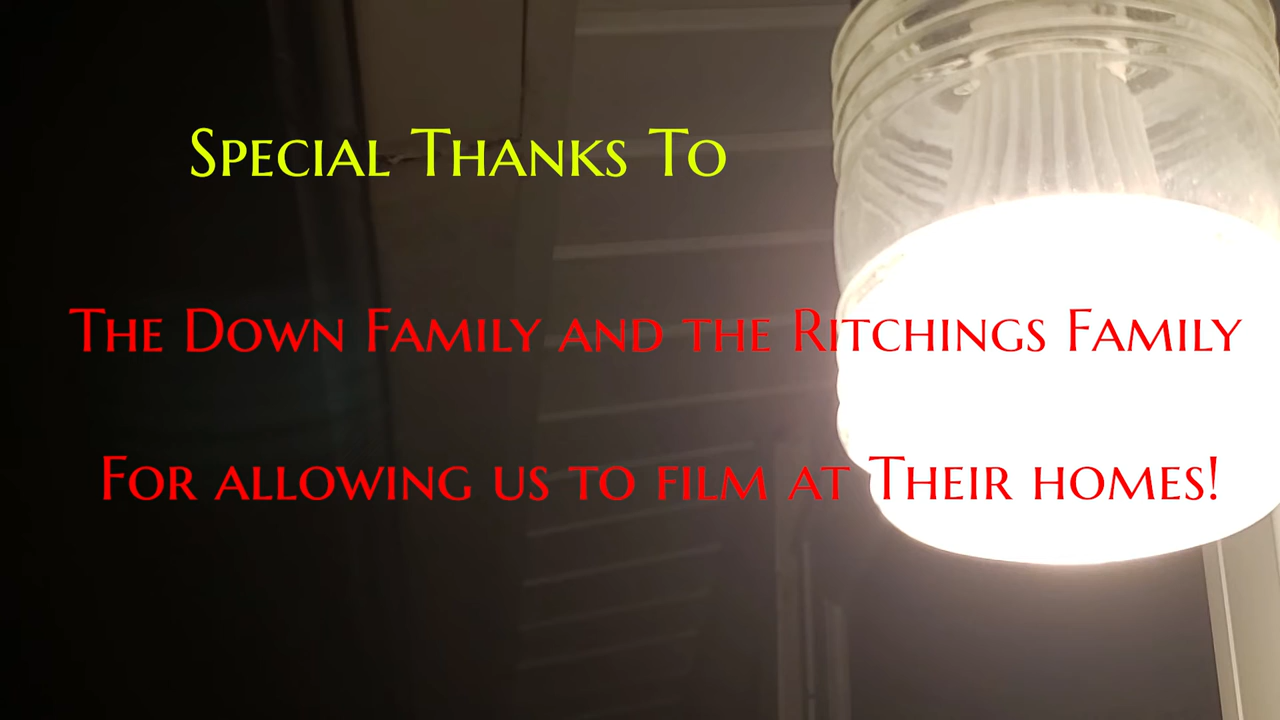 Special Thanks To
The Down Family and the Ritchings Family
For allowing us to film at Their homes!